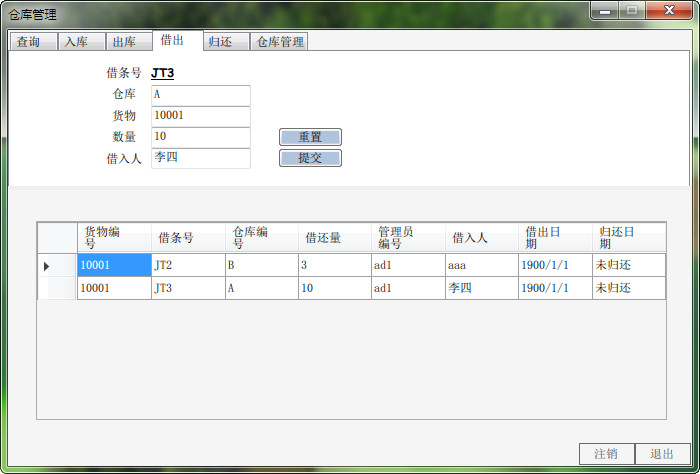 仓库管理
查询 入库 出库 借出 归还 仓库管理
借条号 JT3
仓库 A
货物 10001
数量 10 重置
借入人 李四 提交
货物编号 借条号 仓库编号 借还量 管理员编号 借入人 借出日期 归还日期
10001 JT2 B 3 ad1 aaa 1900/1/1 未归还
10001 JT3 A 10 ad1 李四 1900/1/1 未归还
注销 退出